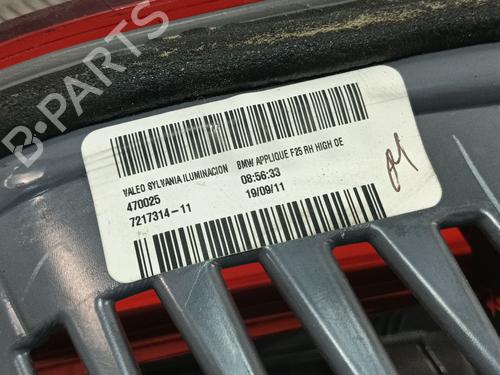 B-PARTS
VALEO SYLVANIA ILUMINACION BMW APPLIQUE F25 RH HIGH OE
470025 08:56:33
7217314-11 19/09/11